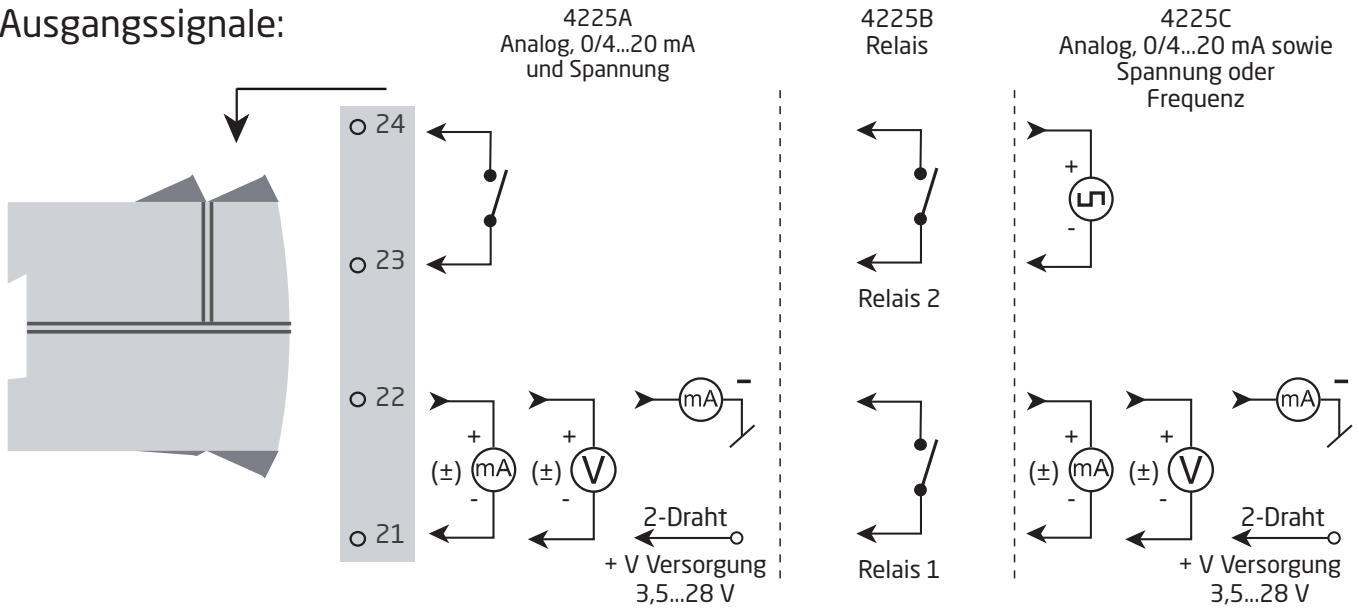 Ausgangssignale:
4225A
Analog, 0/4...20 mA
und Spannung
4225B
Relais
4225C
Analog, 0/4...20 mA sowie
Spannung oder
Frequenz
24
23
22
21
+
-
Relais 2
+
(±) mA
-
+
(±) V
-
mA -
2-Draht
+ V Versorgung
3,5...28 V
Relais 1
+
(±) mA
-
+
(±) V
-
mA -
2-Draht
+ V Versorgung
3,5...28 V